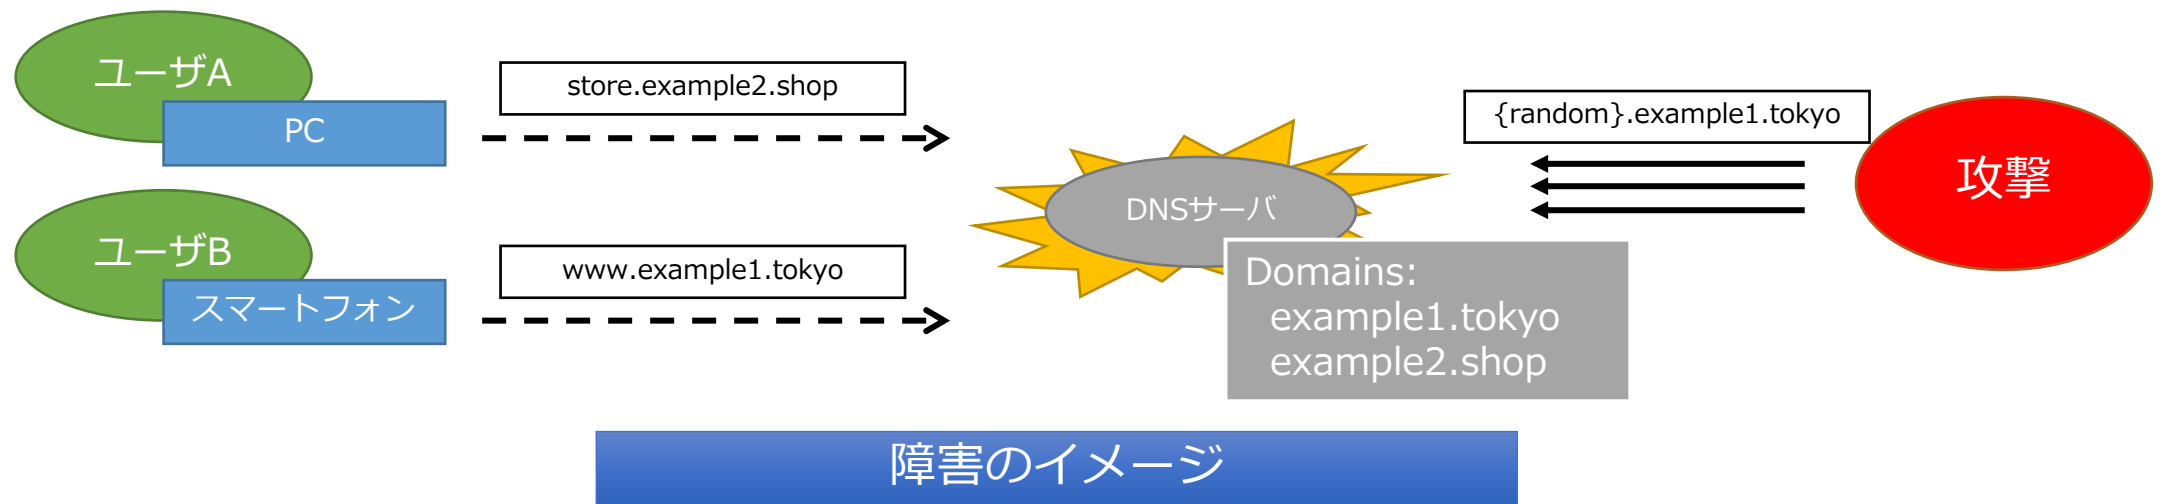 ユーザA
PC
store.example2.shop
ユーザB
スマートフォン
www.example1.tokyo
DNSサーバ
Domains:
example1.tokyo
example2.shop
{random}.example1.tokyo
攻撃
障害のイメージ